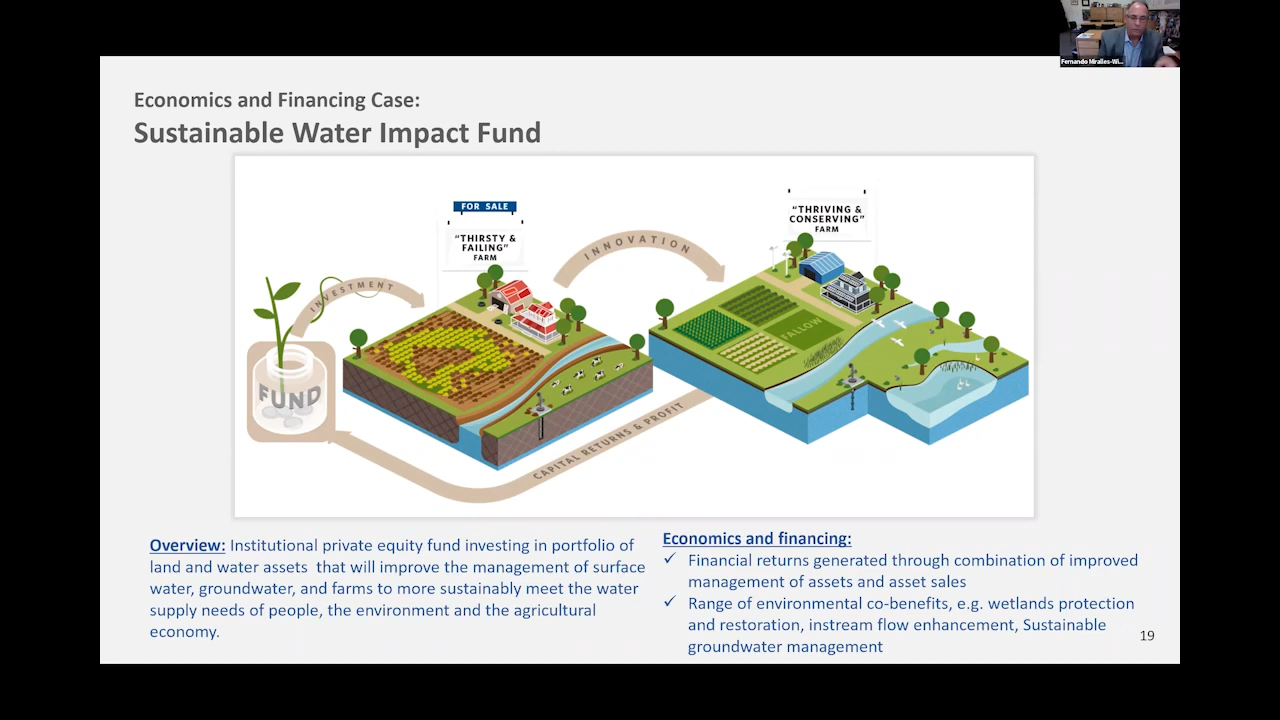 Fernando Miralles-Wi...
Economics and Financing Case:
Sustainable Water Impact Fund
FOR SALE
"THIRSTY &
FAILING"
FARM
"THRIVING &
CONSERVING"
FARM
INVESTMENT
INNOVATION
FALLOW
FUND
CAPITAL RETURNS & PROFIT
Overview: Institutional private equity fund investing in portfolio of
land and water assets that will improve the management of surface
water, groundwater, and farms to more sustainably meet the water
supply needs of people, the environment and the agricultural
economy.
Economics and financing:
✓ Financial returns generated through combination of improved
management of assets and asset sales
✓ Range of environmental co-benefits, e.g. wetlands protection
and restoration, instream flow enhancement, Sustainable
groundwater management
19